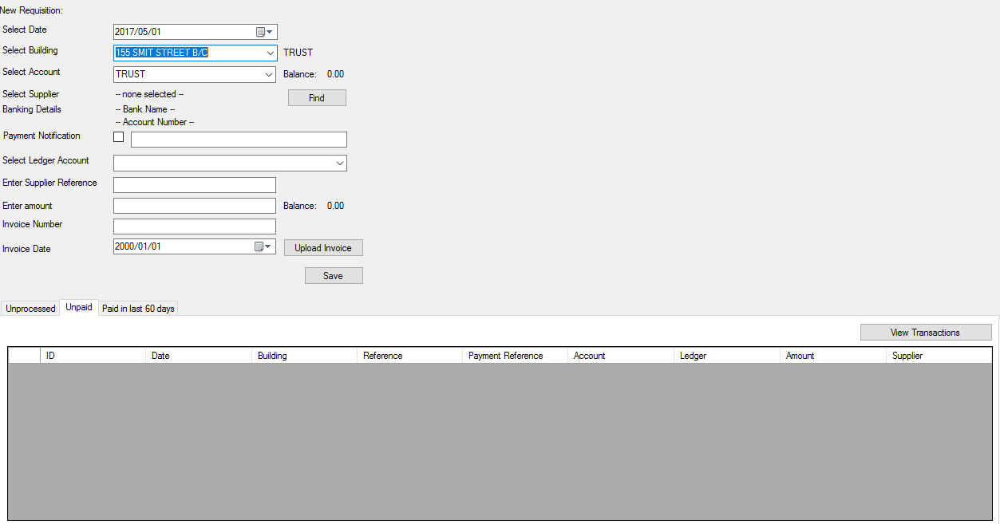 New Requisition:
Select Date 2017/05/01
Select Building 155 SMIT STREET B/C TRUST
Select Account TRUST Balance: 0.00
Select Supplier -- none selected -- Find
Banking Details -- Bank Name --
-- Account Number --
Payment Notification
Select Ledger Account
Enter Supplier Reference
Enter amount Balance: 0.00
Invoice Number
Invoice Date 2000/01/01 Upload Invoice
Save
Unprocessed Unpaid Paid in last 60 days
View Transactions
ID Date Building Reference Payment Reference Account Ledger Amount Supplier